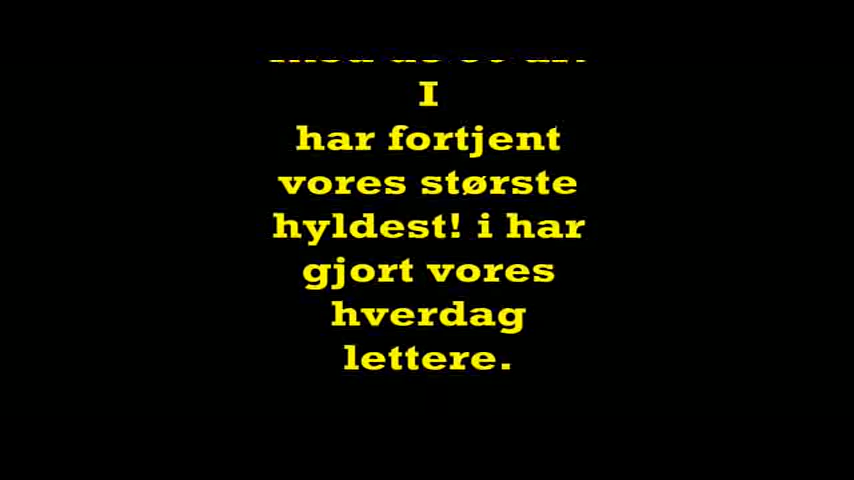 I
har fortjent
vores største
hyldest! i har
gjort vores
hverdag
lettere.